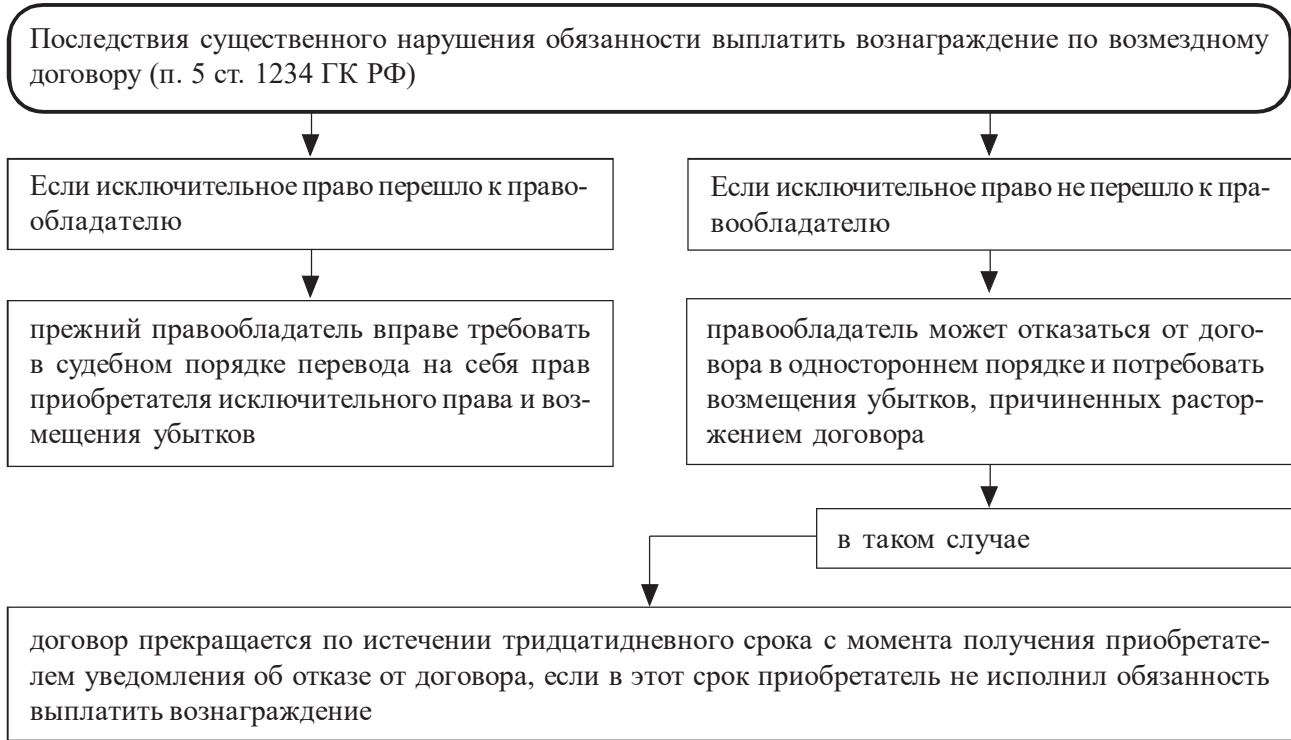 Последствия существенного нарушения обязанности выплатить вознаграждение по возмездному
договору (п. 5 ст. 1234 ГК РФ)
Если исключительное право перешло к право-
обладателю
Если исключительное право не перешло к пра-
вообладателю
прежний правообладатель вправе требовать
в судебном порядке перевода на себя прав
приобретателя исключительного права и воз-
мещения убытков
правообладатель может отказаться от дого-
вора в одностороннем порядке и потребовать
возмещения убытков, причиненных растор-
жением договора
в таком случае
договор прекращается по истечении тридцатидневного срока с момента получения приобретате-
лем уведомления об отказе от договора, если в этот срок приобретатель не исполнил обязанность
выплатить вознаграждение